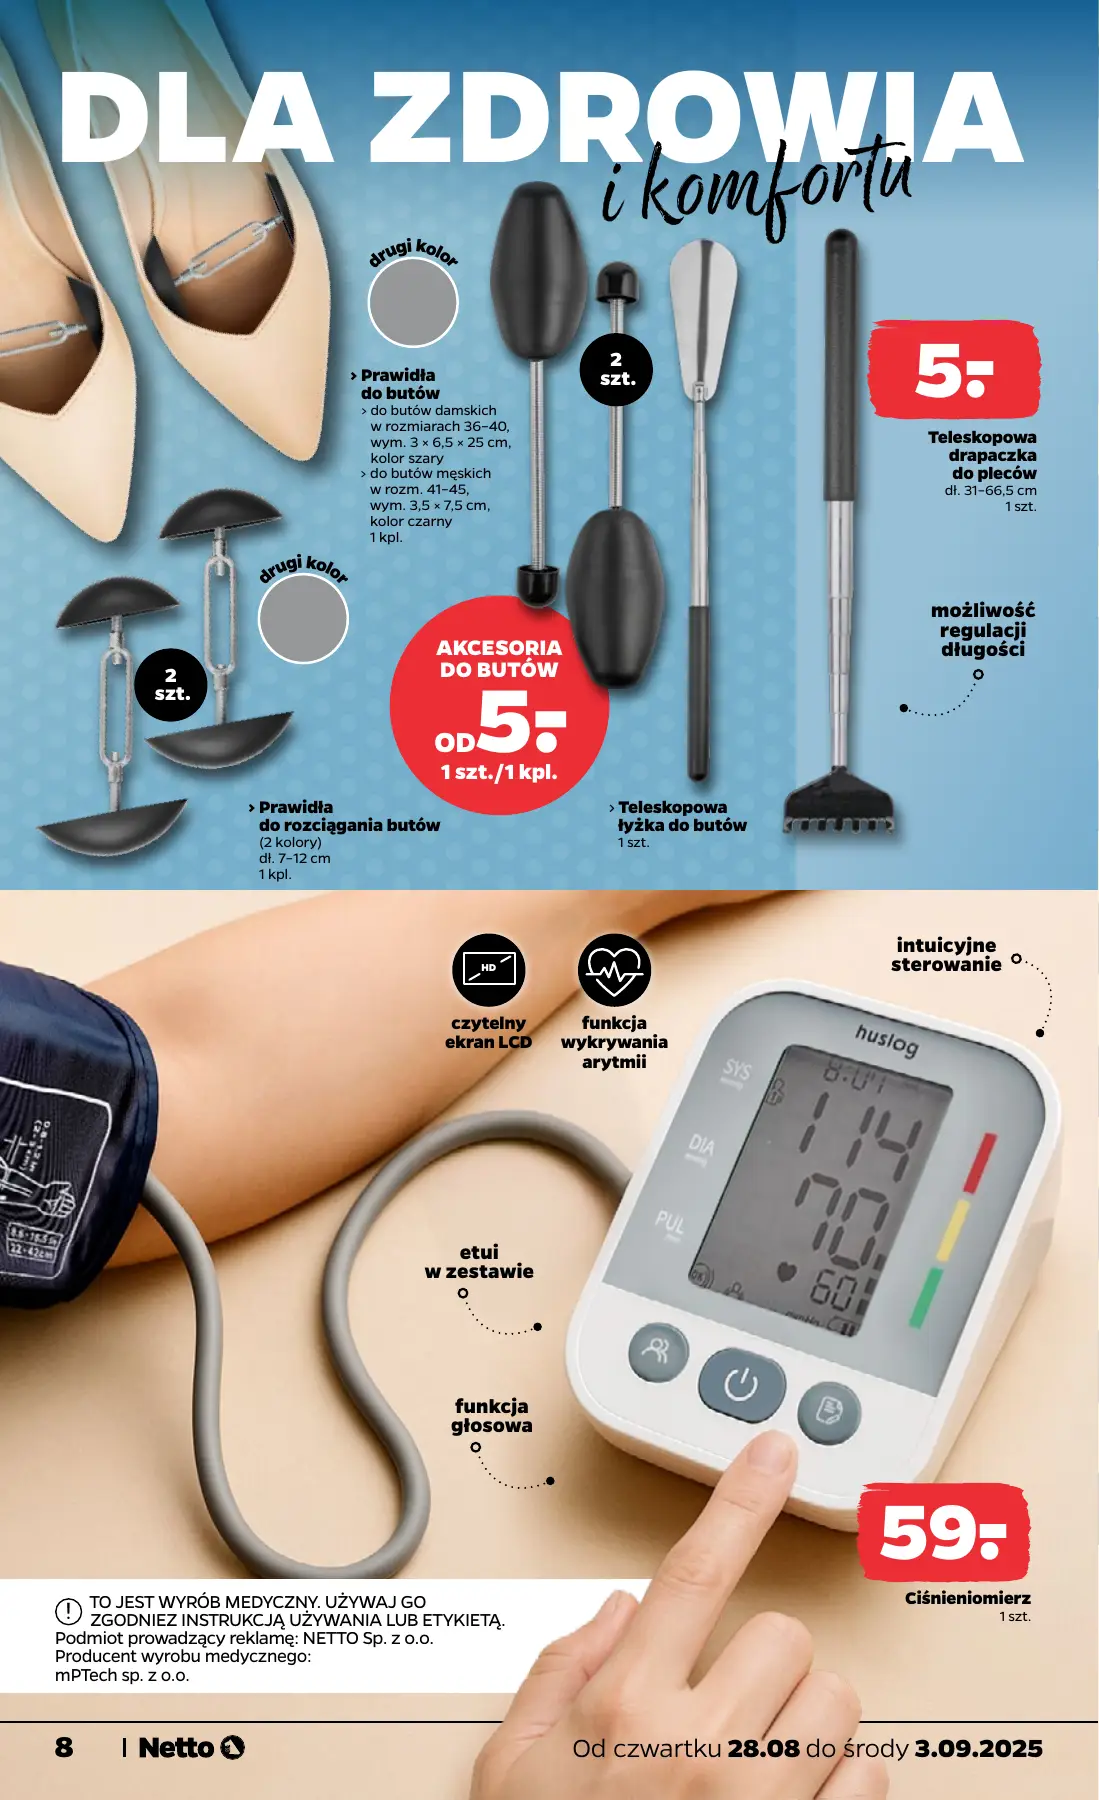 DLA ZDROWIA
i komfortu
drugi kolor
> Prawidła
do butów
> do butów damskich
w rozmiarach 36–40,
wym. 3 × 6,5 × 25 cm,
kolor szary
> do butów męskich
w rozm. 41–45,
wym. 3,5 × 7,5 cm,
kolor czarny
1 kpl.
2
szt.
5.-
Teleskopowa
drapaczka
do pleców
dł. 31–66,5 cm
1 szt.
możliwość
regulacji
długości
drugi kolor
2
szt.
AKCESORIA
DO BUTÓW
OD 5.-
1 szt./1 kpl.
> Prawidła
do rozciągania butów
(2 kolory)
dł. 7–12 cm
1 kpl.
> Teleskopowa
łyżka do butów
1 szt.
HD
czytelny
ekran LCD
funkcja
wykrywania
arytmii
intuicyjne
sterowanie
huslog
8:01
SYS
114
DIA
70
PUL
60
etui
w zestawie
funkcja
głosowa
59.-
Ciśnieniomierz
1 szt.
! TO JEST WYRÓB MEDYCZNY. UŻYWAJ GO
ZGODNIEZ INSTRUKCJĄ UŻYWANIA LUB ETYKIETĄ.
Podmiot prowadzący reklamę: NETTO Sp. z o.o.
Producent wyrobu medycznego:
mPTech sp. z o.o.
8 | Netto
Od czwartku 28.08 do środy 3.09.2025